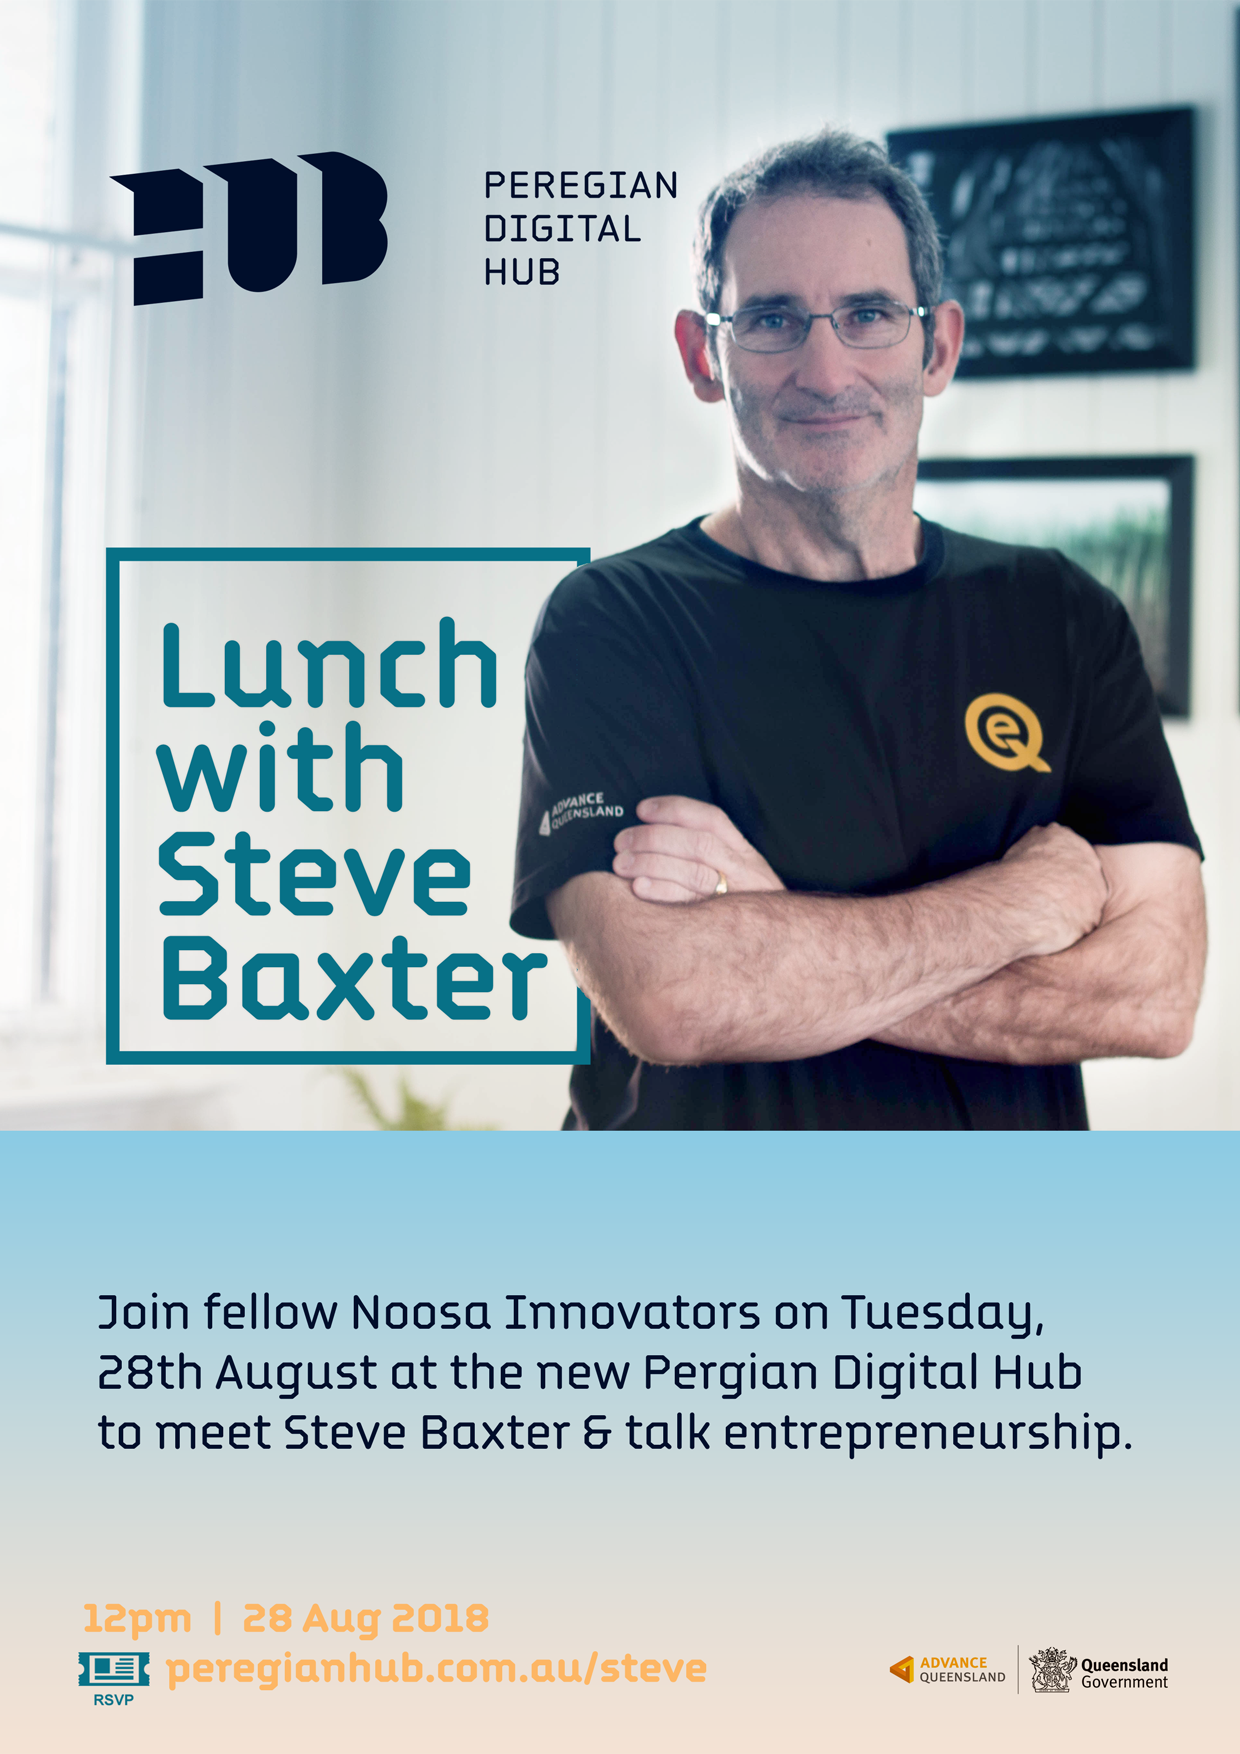 HUB
PEREGIAN
DIGITAL
HUB
Lunch
with
Steve
Baxter
eQ
ADVANCE
QUEENSLAND
Join fellow Noosa Innovators on Tuesday,
28th August at the new Pergian Digital Hub
to meet Steve Baxter & talk entrepreneurship.
12pm | 28 Aug 2018
peregianhub.com.au/steve
RSVP
ADVANCE
QUEENSLAND
Queensland
Government